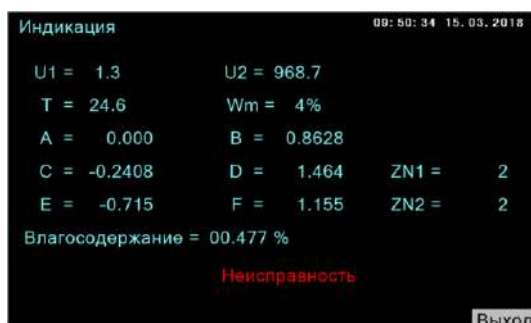 Индикация 09:50:34 15.03.2018
U1 = 1.3 U2 = 968.7
T = 24.6 Wm = 4%
A = 0.000 B = 0.8628
C = -0.2408 D = 1.464 ZN1 = 2
E = -0.715 F = 1.155 ZN2 = 2
Влагосодержание = 00.477 %
Неисправность
Выход